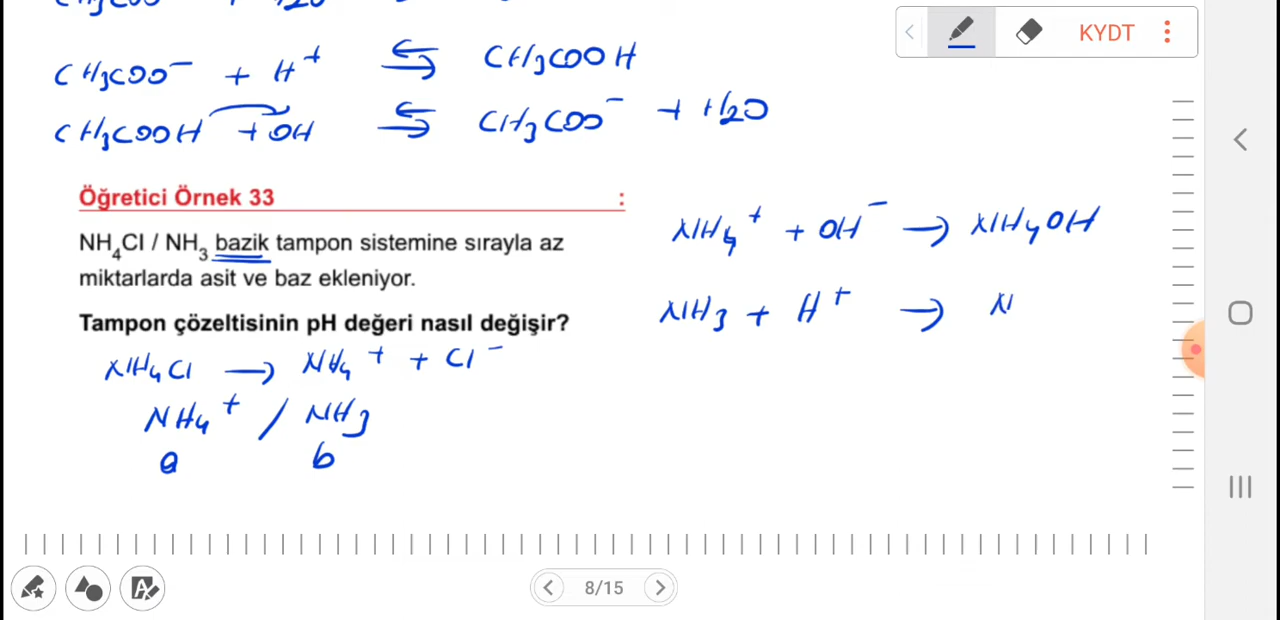 KYDT
CH₃COO⁻ + H⁺ ⇆ CH₃COOH
CH₃COOH + OH ⇆ CH₃COO⁻ + H₂O
Öğretici Örnek 33 :
NH₄Cl / NH₃ bazik tampon sistemine sırayla az
miktarlarda asit ve baz ekleniyor.
Tampon çözeltisinin pH değeri nasıl değişir?
NH₄Cl → NH₄⁺ + Cl⁻
NH₄⁺ / NH₃
a b
NH₄⁺ + OH⁻ → NH₄OH
NH₃ + H⁺ → N
8/15